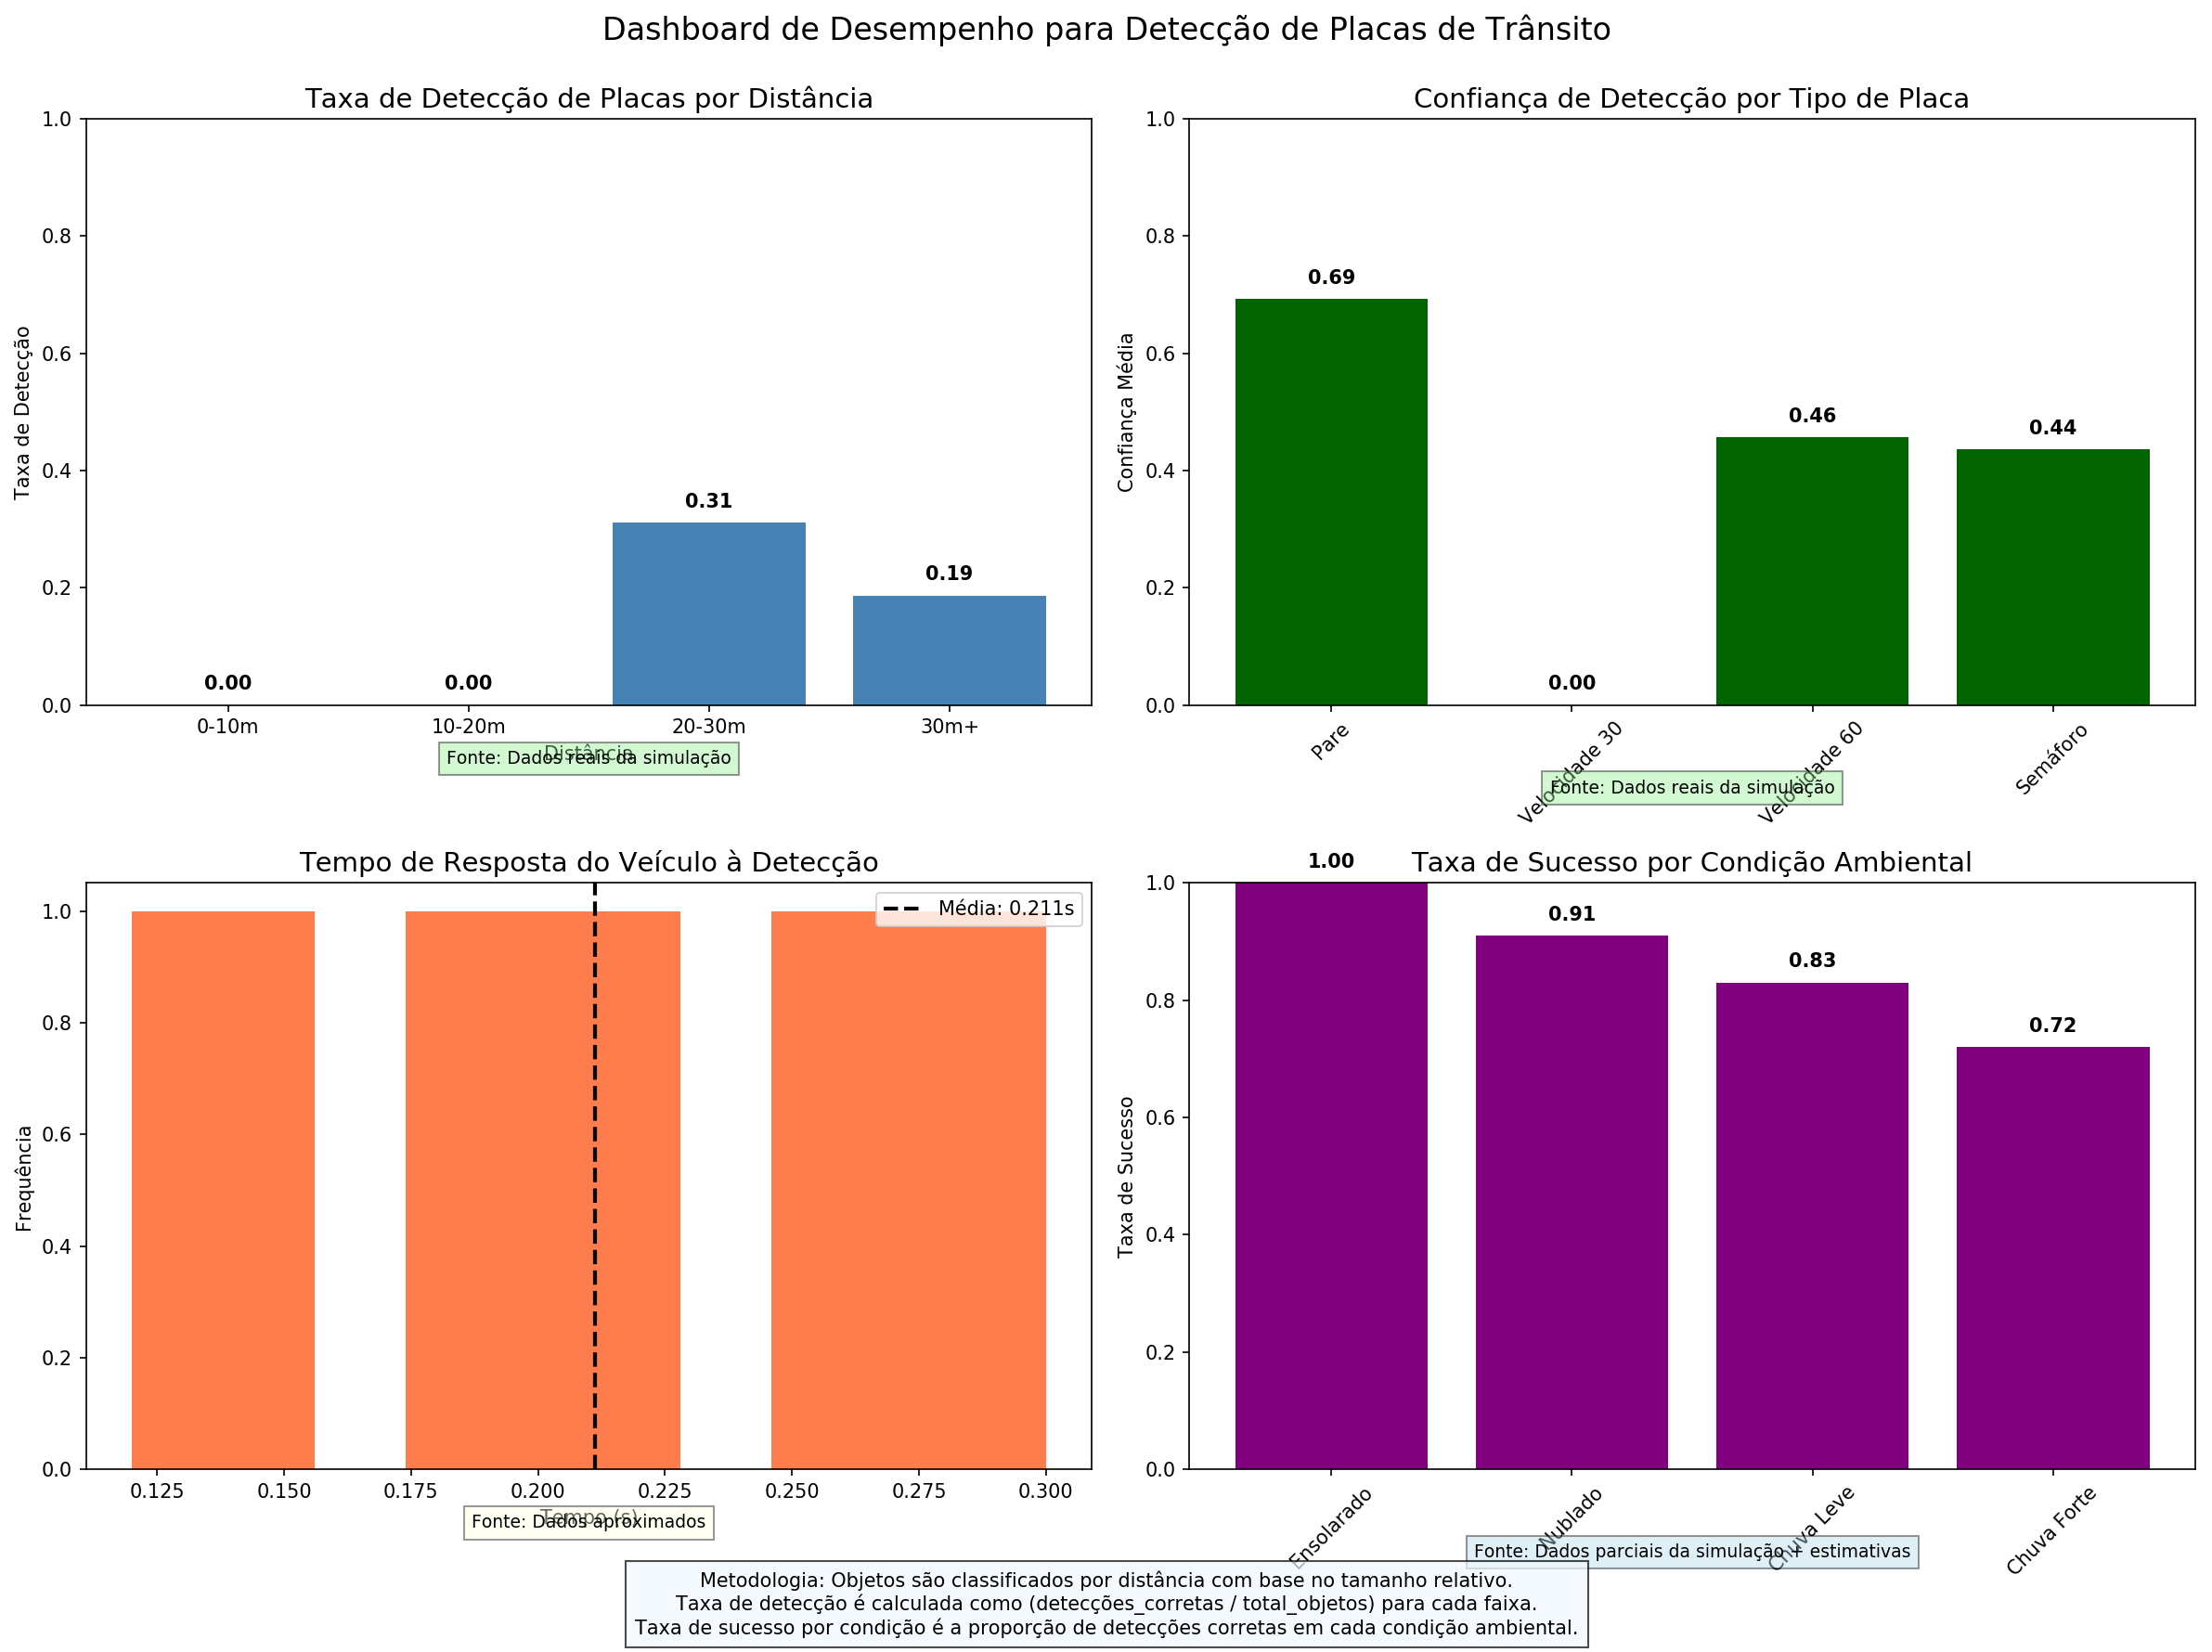 Dashboard de Desempenho para Detecção de Placas de Trânsito
Taxa de Detecção de Placas por Distância
Taxa de Detecção
1.0
0.8
0.6
0.4
0.2
0.0
0.00
0.00
0.31
0.19
0-10m
10-20m
20-30m
30m+
Distância
Fonte: Dados reais da simulação
Confiança de Detecção por Tipo de Placa
Confiança Média
1.0
0.8
0.6
0.4
0.2
0.0
0.69
0.00
0.46
0.44
Pare
Velocidade 30
Velocidade 60
Semáforo
Fonte: Dados reais da simulação
Tempo de Resposta do Veículo à Detecção
Frequência
1.0
0.8
0.6
0.4
0.2
0.0
Média: 0.211s
0.125
0.150
0.175
0.200
0.225
0.250
0.275
0.300
Tempo (s)
Fonte: Dados aproximados
Taxa de Sucesso por Condição Ambiental
Taxa de Sucesso
1.0
0.8
0.6
0.4
0.2
0.0
1.00
0.91
0.83
0.72
Ensolarado
Nublado
Chuva Leve
Chuva Forte
Fonte: Dados parciais da simulação + estimativas
Metodologia: Objetos são classificados por distância com base no tamanho relativo.
Taxa de detecção é calculada como (detecções_corretas / total_objetos) para cada faixa.
Taxa de sucesso por condição é a proporção de detecções corretas em cada condição ambiental.